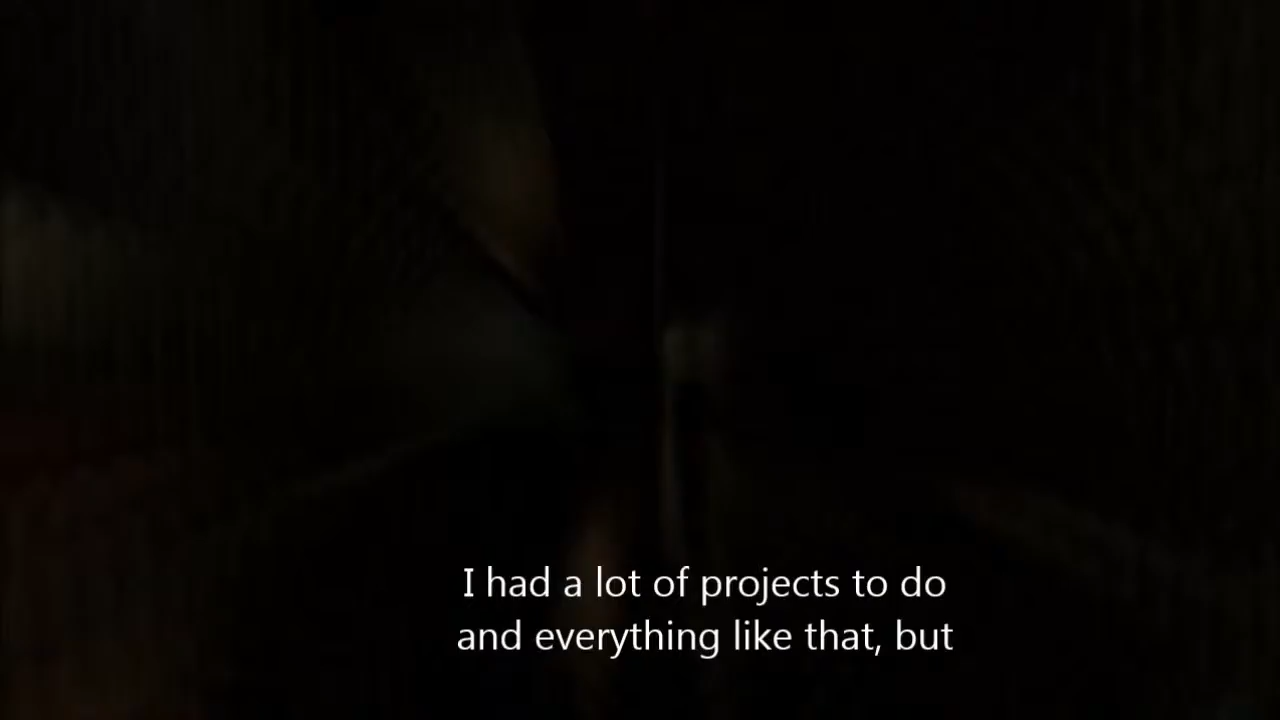 I had a lot of projects to do
and everything like that, but